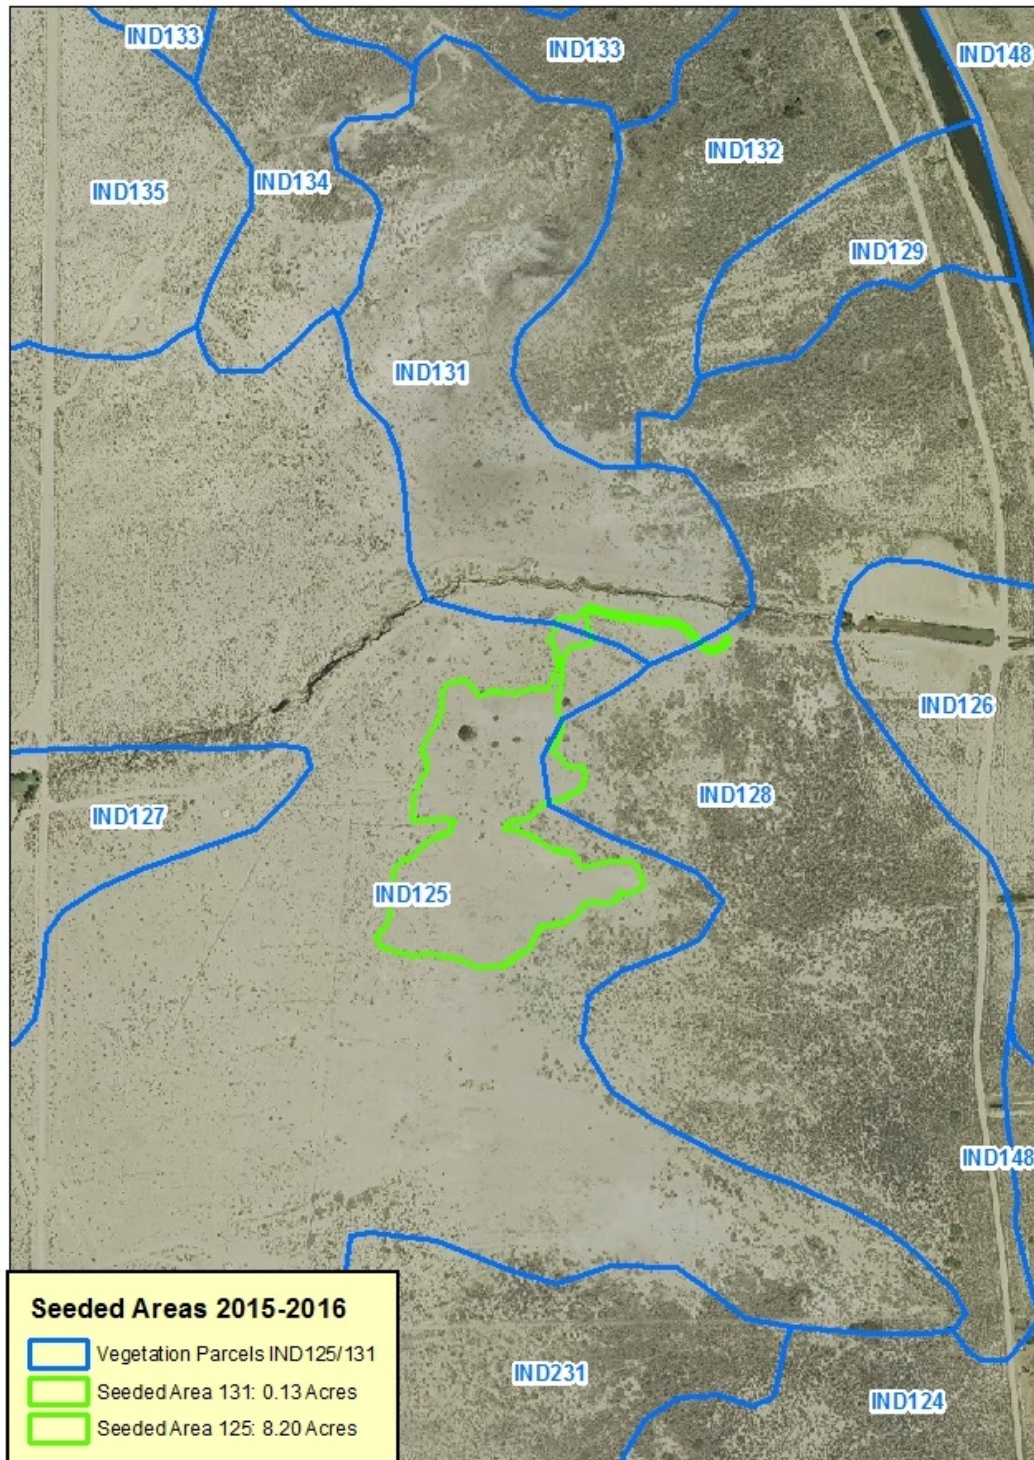 IND133
IND133
IND148
IND132
IND135
IND134
IND129
IND131
IND126
IND128
IND127
IND125
IND148
Seeded Areas 2015-2016
Vegetation Parcels IND125/131
Seeded Area 131: 0.13 Acres
Seeded Area 125: 8.20 Acres
IND231
IND124